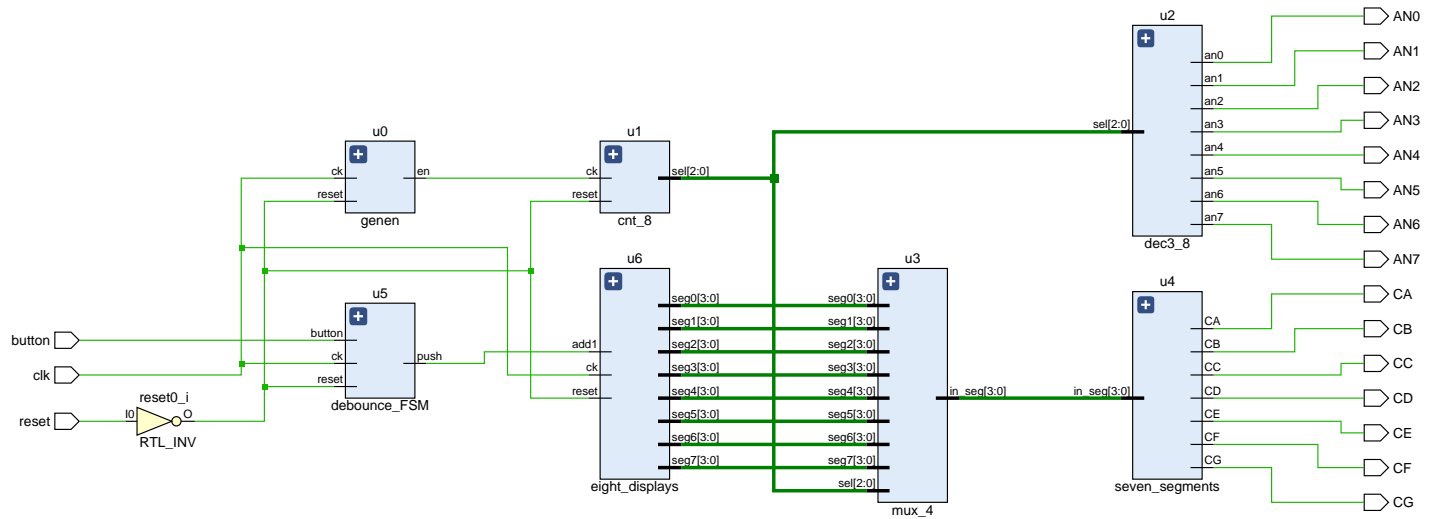 u2
AN0
AN1
AN2
AN3
AN4
AN5
AN6
AN7
an0
an1
an2
an3
an4
an5
an6
an7
sel[2:0]
dec3_8
u0
ck
reset
en
genen
u1
ck
reset
sel[2:0]
cnt_8
u5
button
ck
reset
push
debounce_FSM
button
clk
reset
reset0_i
I0
O
RTL_INV
u6
add1
ck
reset
seg0[3:0]
seg1[3:0]
seg2[3:0]
seg3[3:0]
seg4[3:0]
seg5[3:0]
seg6[3:0]
seg7[3:0]
eight_displays
u3
seg0[3:0]
seg1[3:0]
seg2[3:0]
seg3[3:0]
seg4[3:0]
seg5[3:0]
seg6[3:0]
seg7[3:0]
sel[2:0]
in_seg[3:0]
mux_4
u4
in_seg[3:0]
CA
CB
CC
CD
CE
CF
CG
seven_segments
CA
CB
CC
CD
CE
CF
CG